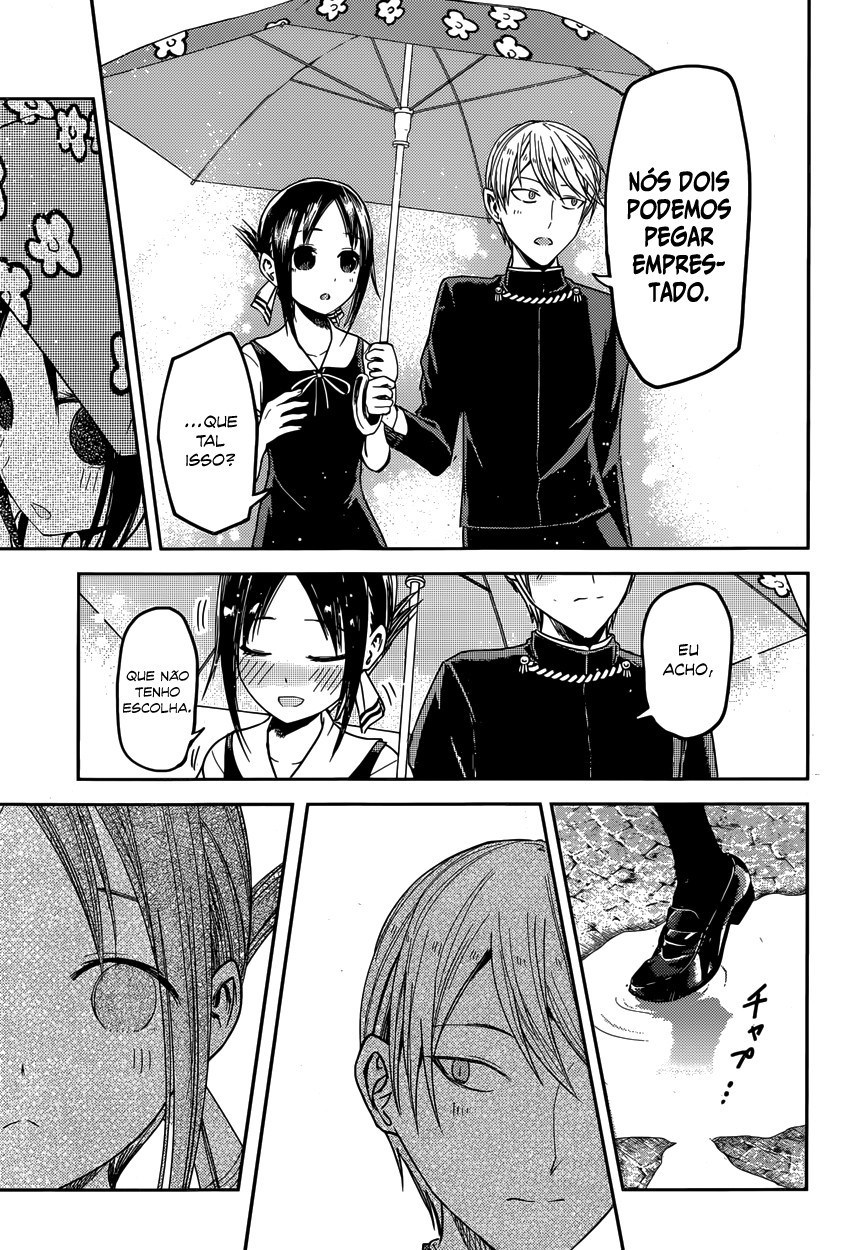 NÓS DOIS
PODEMOS
PEGAR
EMPRES-
TADO.
...QUE
TAL
ISSO?
EU
ACHO,
QUE NÃO
TENHO
ESCOLHA.
チャプ…